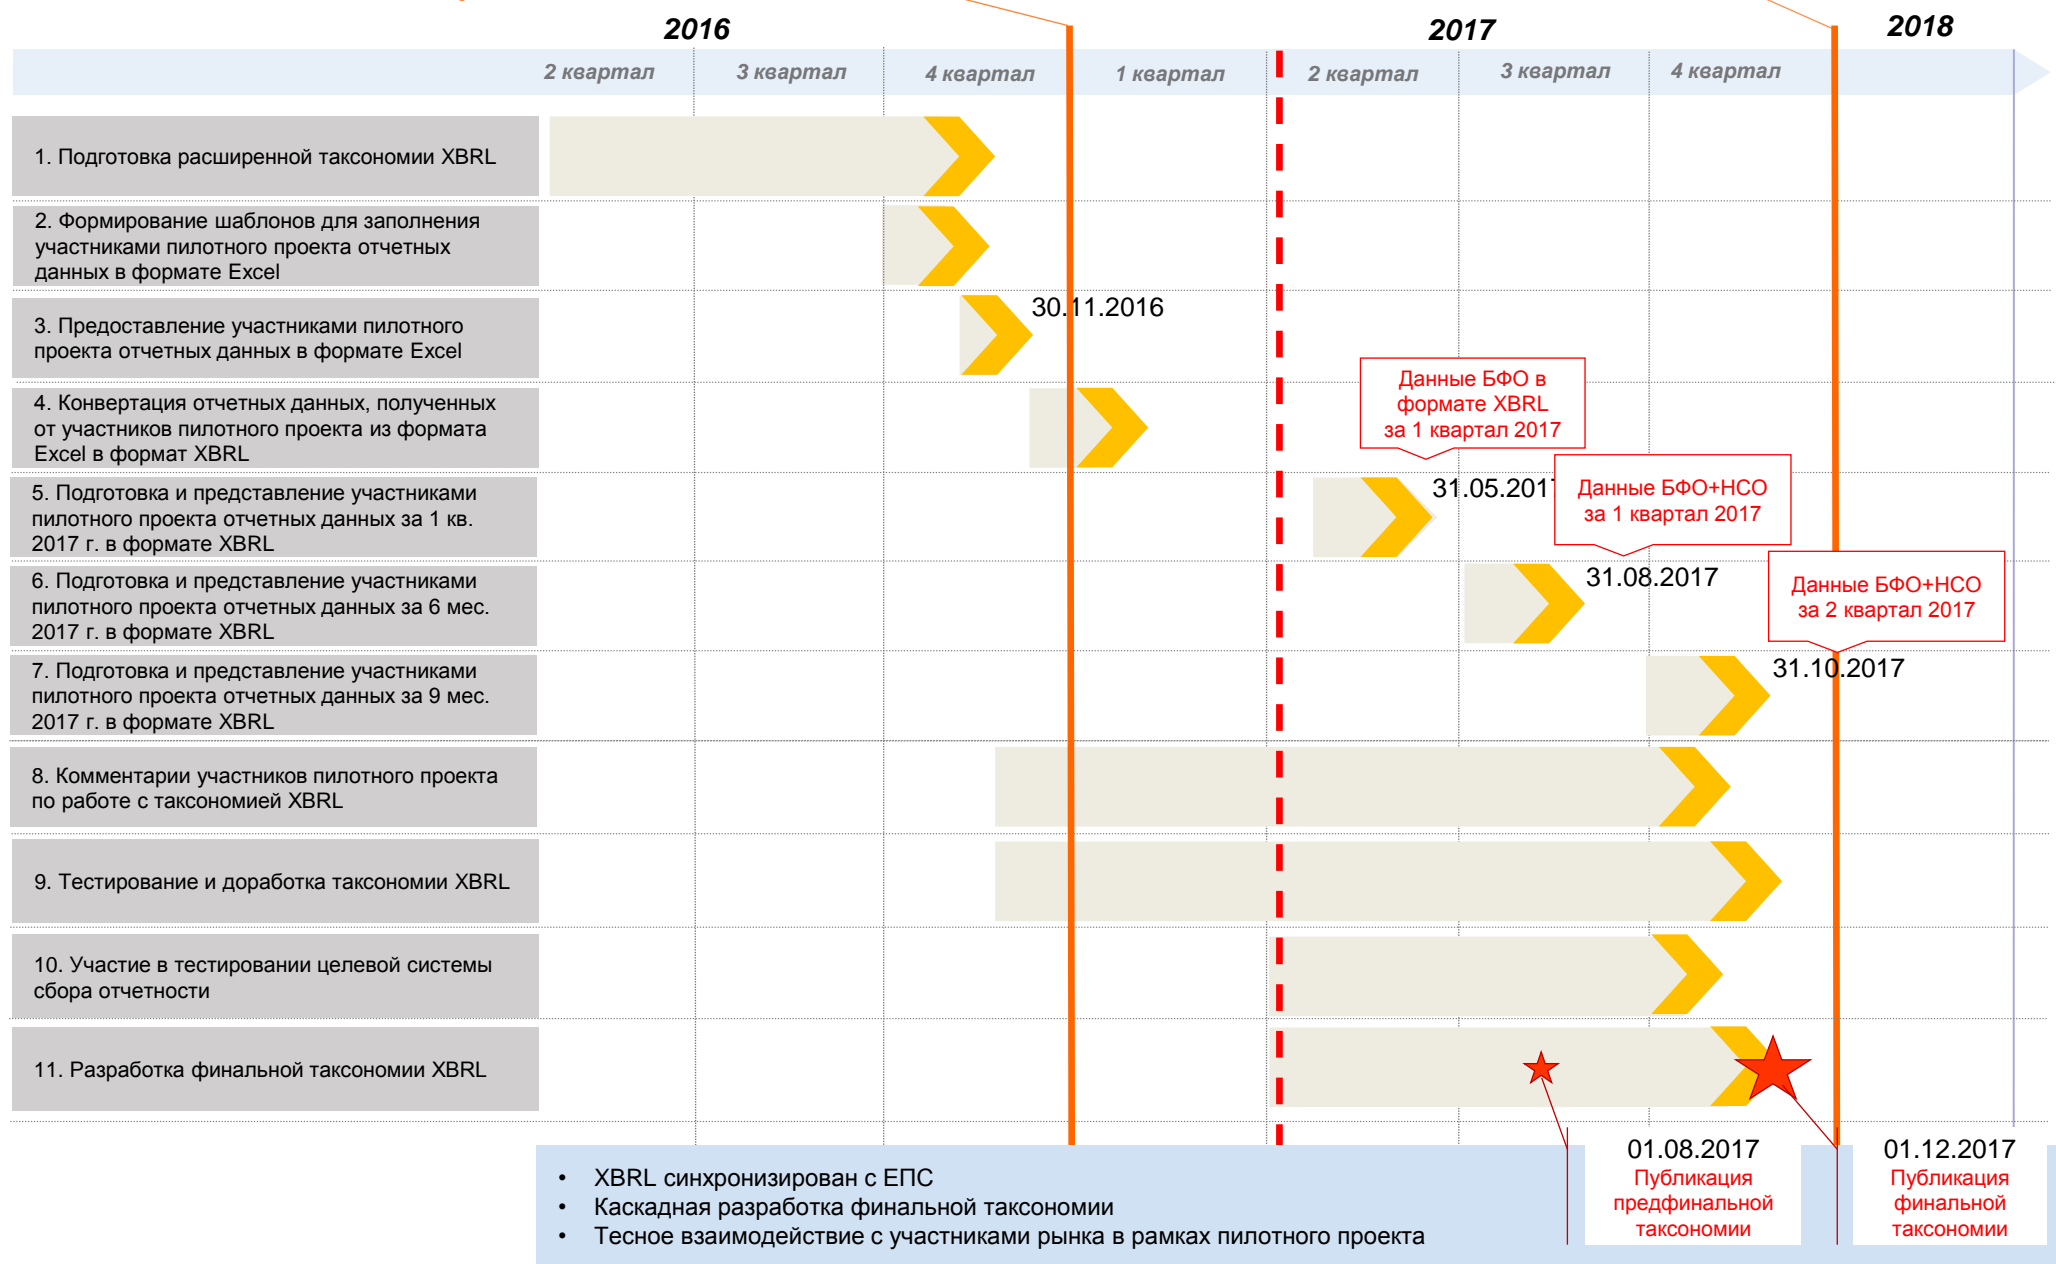 2016
2017
2018
2 квартал
3 квартал
4 квартал
1 квартал
2 квартал
3 квартал
4 квартал
1. Подготовка расширенной таксономии XBRL
2. Формирование шаблонов для заполнения
участниками пилотного проекта отчетных
данных в формате Excel
3. Предоставление участниками пилотного
проекта отчетных данных в формате Excel
30.11.2016
4. Конвертация отчетных данных, полученных
от участников пилотного проекта из формата
Excel в формат XBRL
Данные БФО в
формате XBRL
за 1 квартал 2017
5. Подготовка и представление участниками
пилотного проекта отчетных данных за 1 кв.
2017 г. в формате XBRL
31.05.2017
Данные БФО+НСО
за 1 квартал 2017
6. Подготовка и представление участниками
пилотного проекта отчетных данных за 6 мес.
2017 г. в формате XBRL
31.08.2017
Данные БФО+НСО
за 2 квартал 2017
7. Подготовка и представление участниками
пилотного проекта отчетных данных за 9 мес.
2017 г. в формате XBRL
31.10.2017
8. Комментарии участников пилотного проекта
по работе с таксономией XBRL
9. Тестирование и доработка таксономии XBRL
10. Участие в тестировании целевой системы
сбора отчетности
11. Разработка финальной таксономии XBRL
• XBRL синхронизирован с ЕПС
• Каскадная разработка финальной таксономии
• Тесное взаимодействие с участниками рынка в рамках пилотного проекта
01.08.2017
Публикация
предфинальной
таксономии
01.12.2017
Публикация
финальной
таксономии